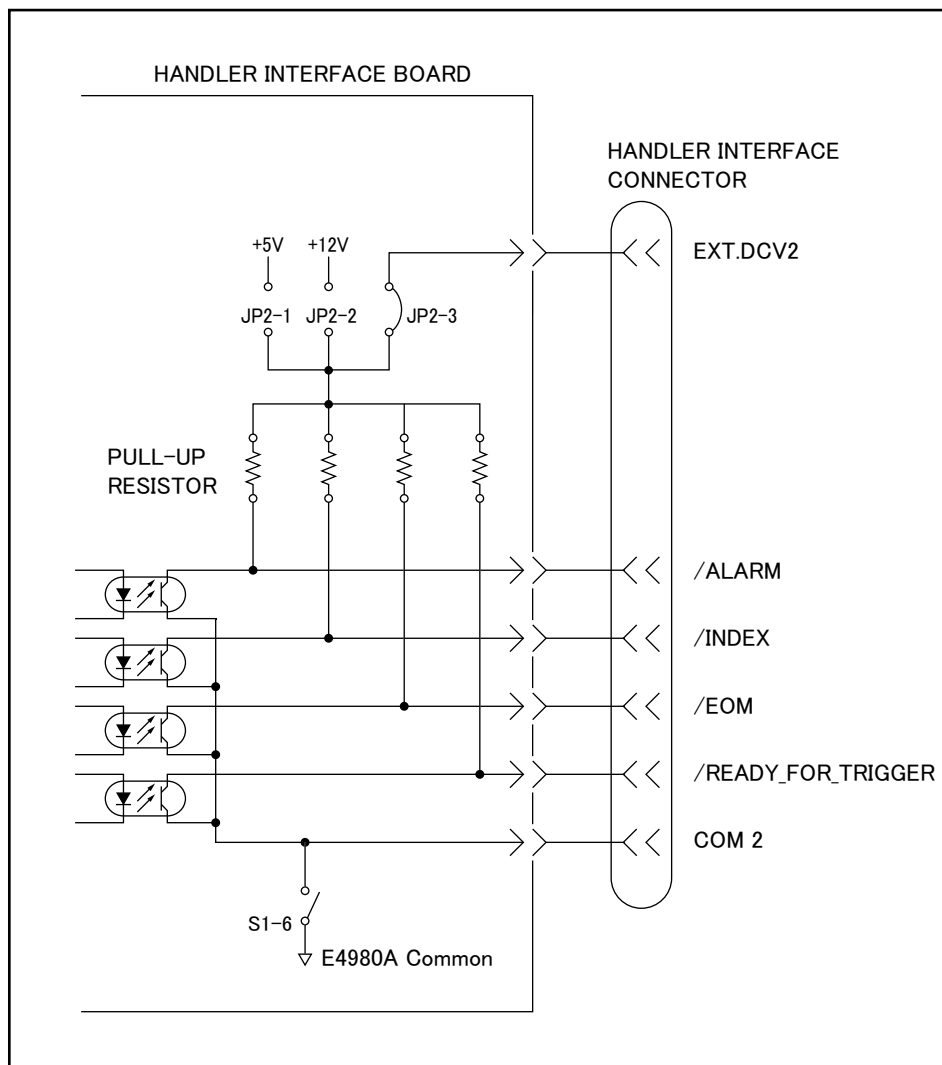 HANDLER INTERFACE BOARD
HANDLER INTERFACE
CONNECTOR
+5V
+12V
EXT.DCV2
JP2-1
JP2-2
JP2-3
PULL-UP
RESISTOR
/ALARM
/INDEX
/EOM
/READY_FOR_TRIGGER
COM 2
S1-6
E4980A Common